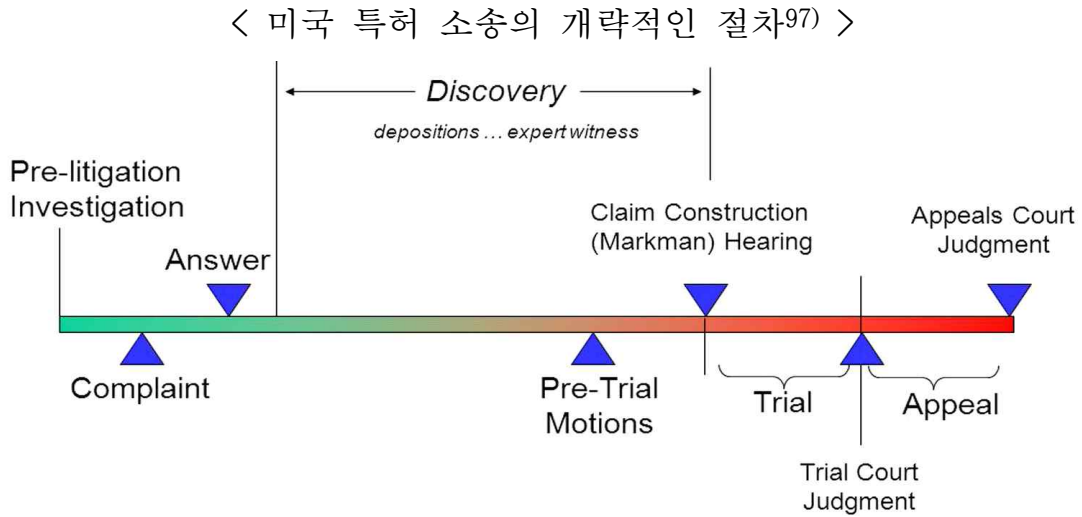 < 미국 특허 소송의 개략적인 절차97) >
Discovery
depositions ... expert witness
Pre-litigation
Investigation
Claim Construction
(Markman) Hearing
Appeals Court
Judgment
Answer
Complaint
Pre-Trial
Motions
Trial
Appeal
Trial Court
Judgment